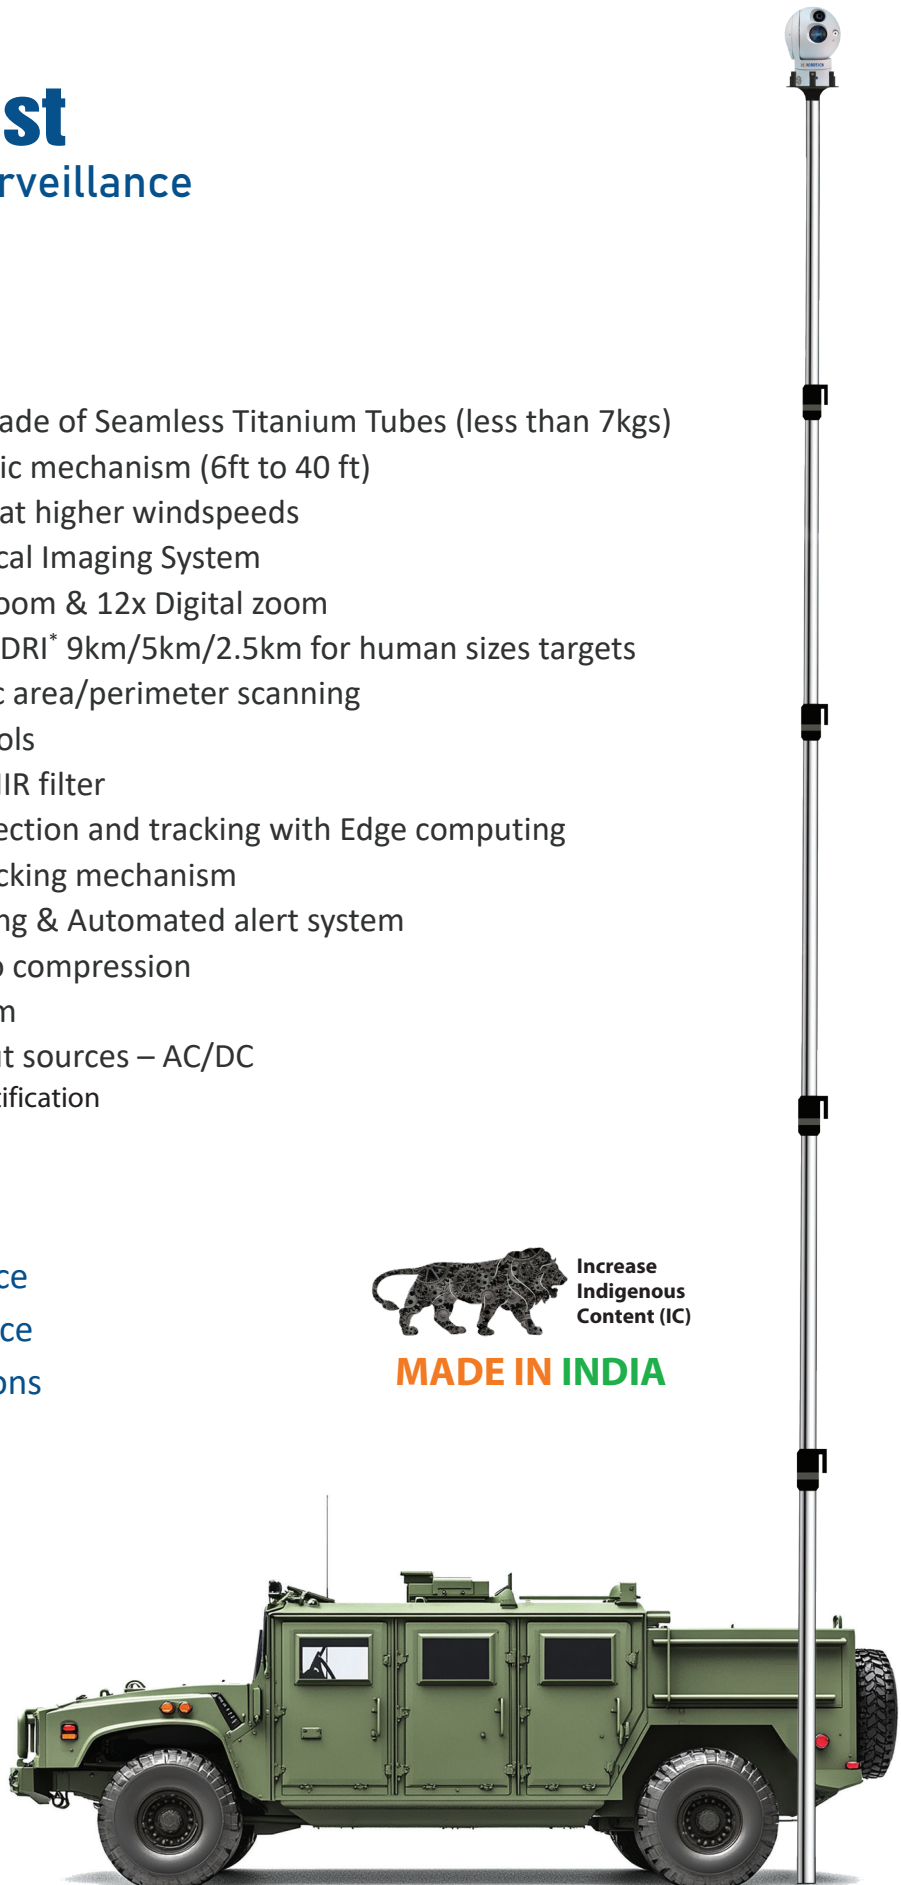 st
rveillance
ade of Seamless Titanium Tubes (less than 7kgs)
ic mechanism (6ft to 40 ft)
at higher windspeeds
cal Imaging System
oom & 12x Digital zoom
DRI* 9km/5km/2.5km for human sizes targets
c area/perimeter scanning
ols
IIR filter
ection and tracking with Edge computing
cking mechanism
ng & Automated alert system
o compression
m
ut sources – AC/DC
tification
Increase
Indigenous
Content (IC)
MADE IN INDIA
ce
ce
ons